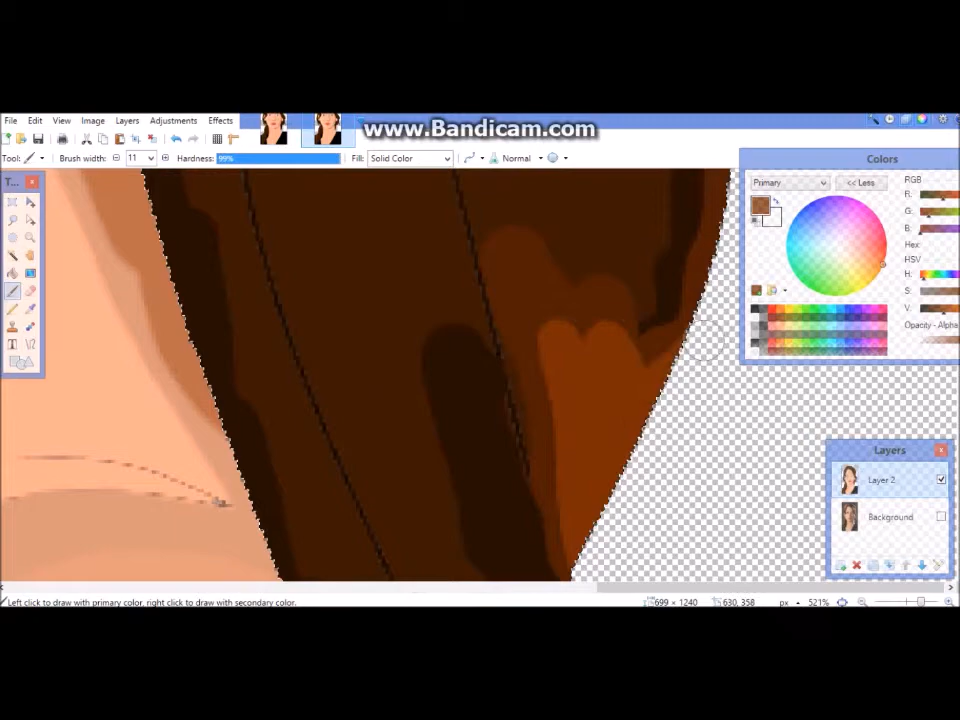 www.Bandicam.com
File Edit View Image Layers Adjustments Effects
Tool: Brush width: 11 Hardness: 99% Fill: Solid Color Normal
T...
Colors
Primary << Less
RGB
R:
G:
B:
Hex:
HSV
H:
S:
V:
Opacity - Alpha
Layers
Layer 2
Background
Left click to draw with primary color, right click to draw with secondary color. 699 × 1240 630, 358 px 521%